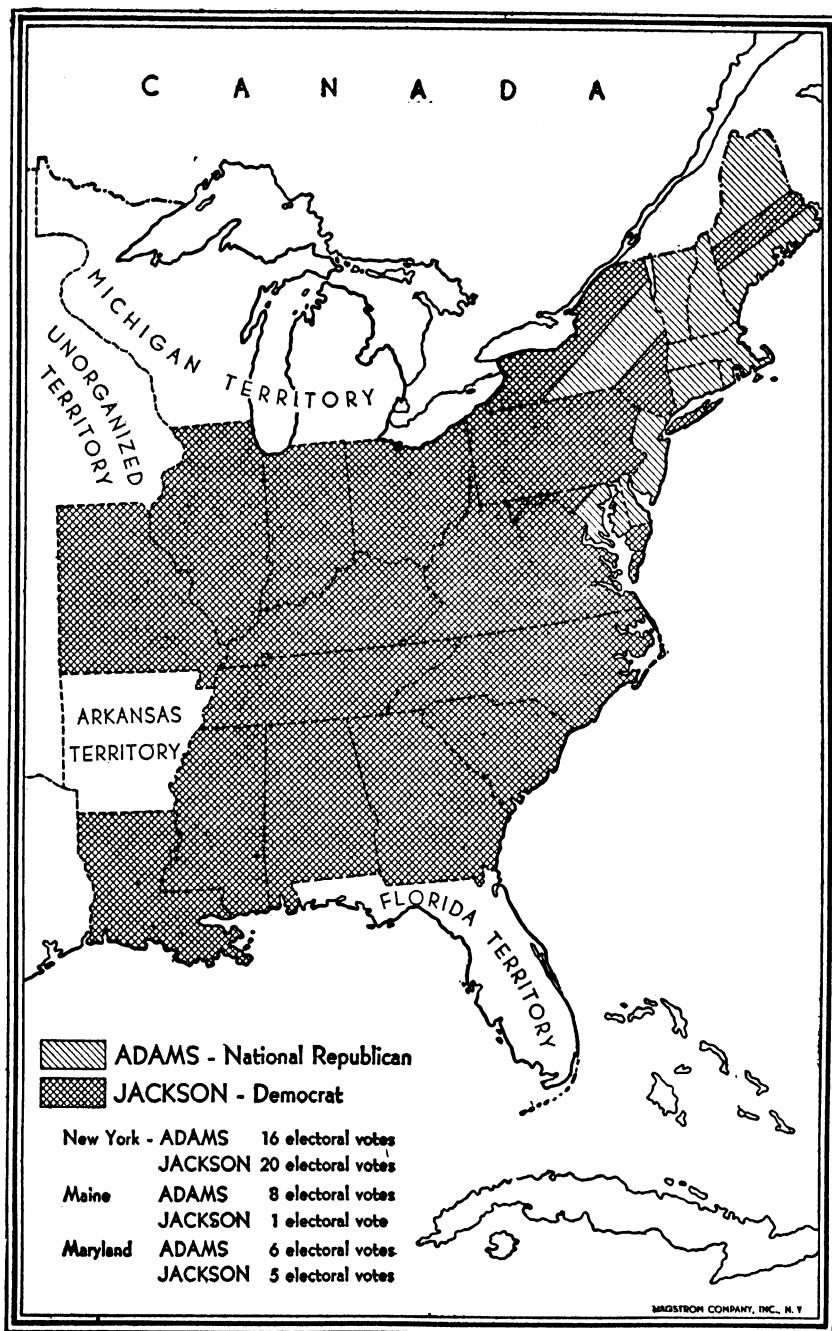 CANADA
MICHIGAN TERRITORY
UNORGANIZED
TERRITORY
ARKANSAS
TERRITORY
FLORIDA TERRITORY
ADAMS - National Republican
JACKSON - Democrat
New York - ADAMS 16 electoral votes
JACKSON 20 electoral votes
Maine ADAMS 8 electoral votes
JACKSON 1 electoral vote
Maryland ADAMS 6 electoral votes
JACKSON 5 electoral votes
HAGSTROM COMPANY, INC., N. Y